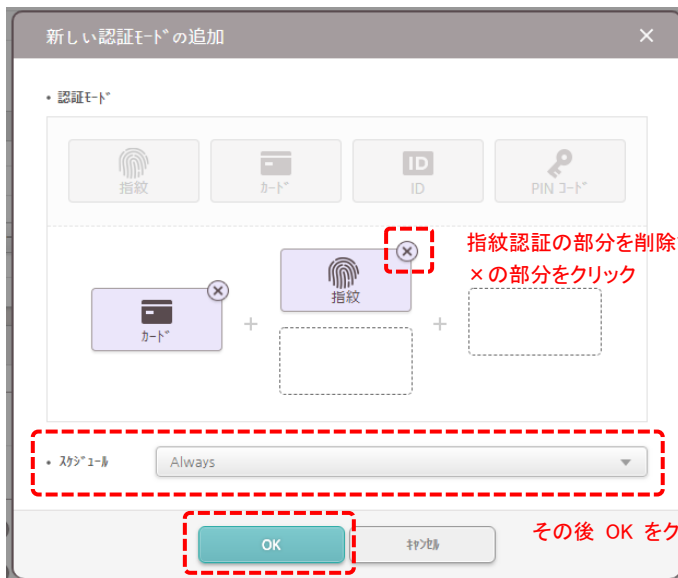 新しい認証ﾓｰﾄﾞの追加
• 認証ﾓｰﾄﾞ
指紋
ｶｰﾄﾞ
ID
ID
PIN ｺｰﾄﾞ
指紋認証の部分を削除
×の部分をクリック
指紋
ｶｰﾄﾞ
+
+
• ｽｹｼﾞｭｰﾙ
Always
OK
ｷｬﾝｾﾙ
その後 OK をク